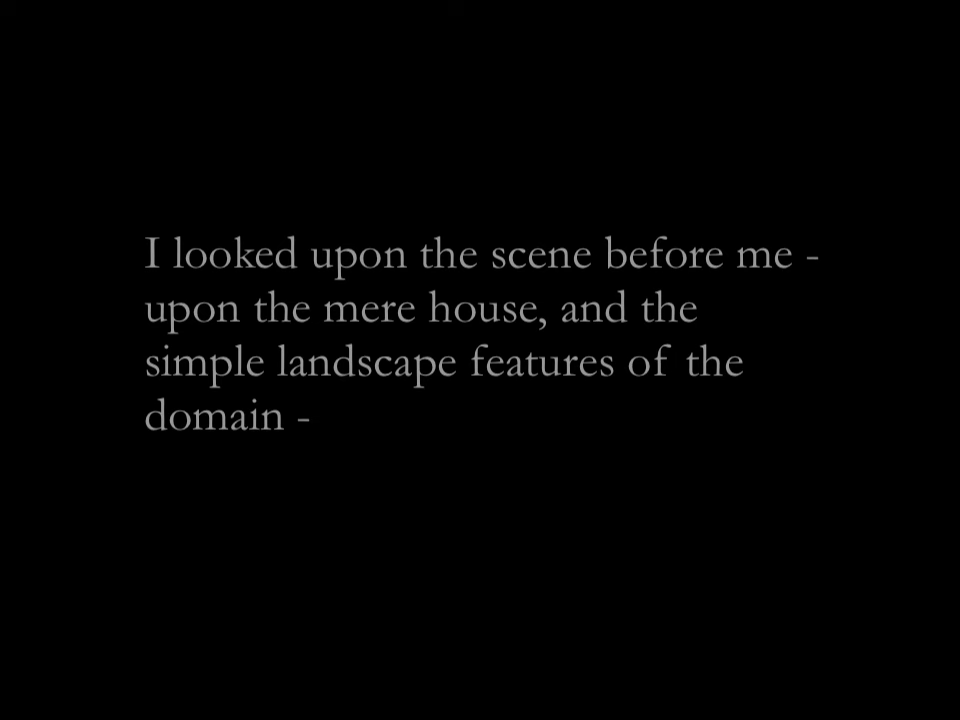 I looked upon the scene before me -
upon the mere house, and the
simple landscape features of the
domain -